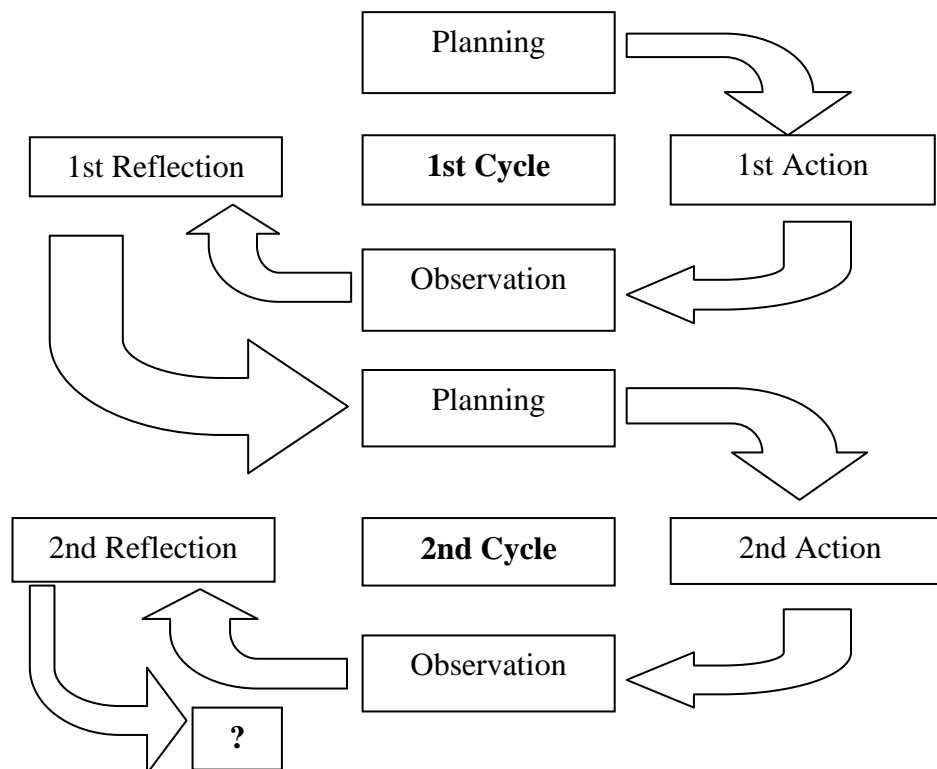 Planning
1st Reflection
1st Cycle
1st Action
Observation
Planning
2nd Reflection
2nd Cycle
2nd Action
Observation
?